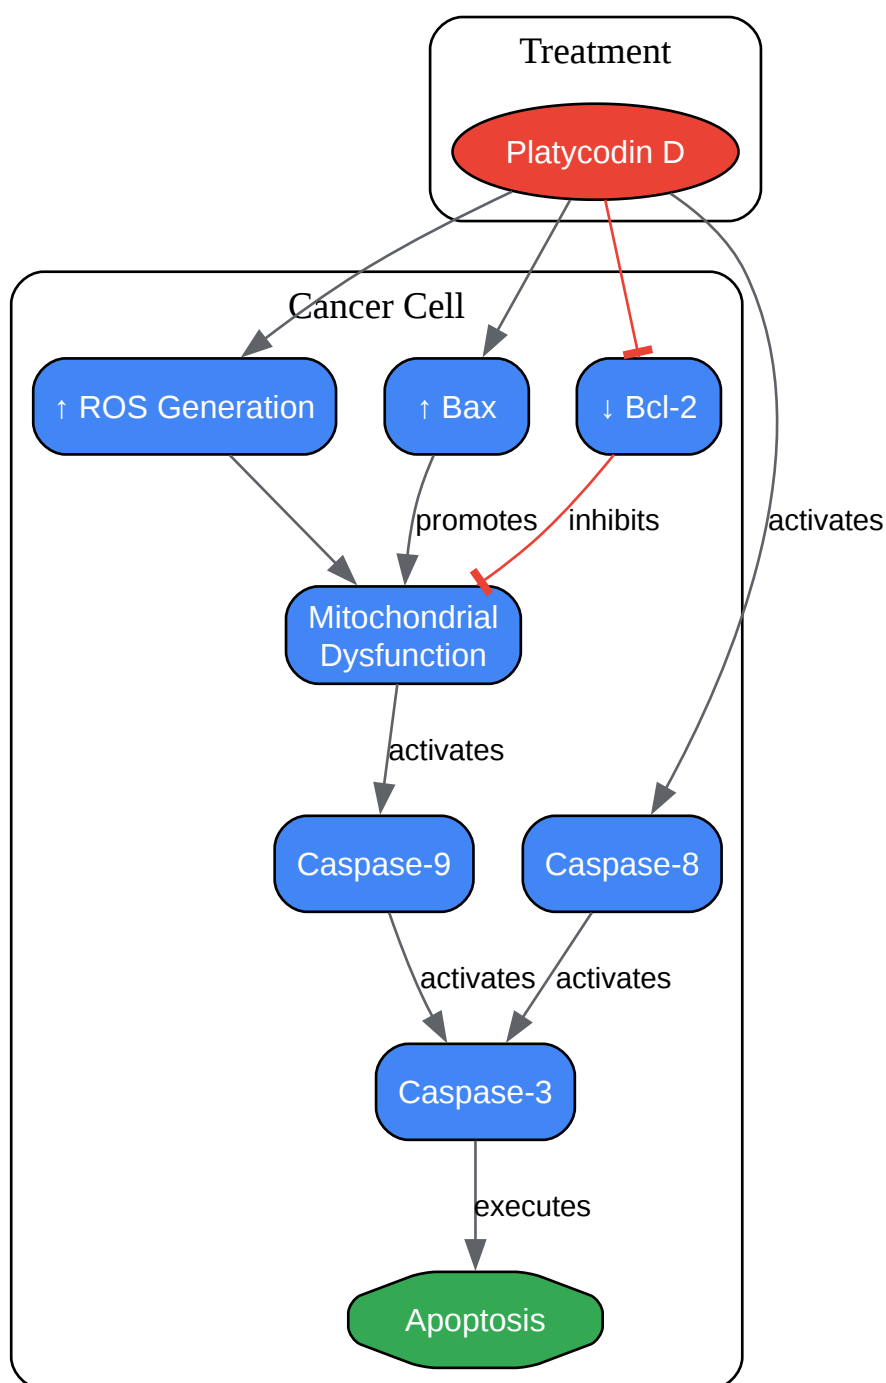 Treatment
Platycodin D
Cancer Cell
↑ ROS Generation
↑ Bax
↓ Bcl-2
promotes
inhibits
activates
Mitochondrial
Dysfunction
activates
Caspase-9
Caspase-8
activates
activates
Caspase-3
executes
Apoptosis